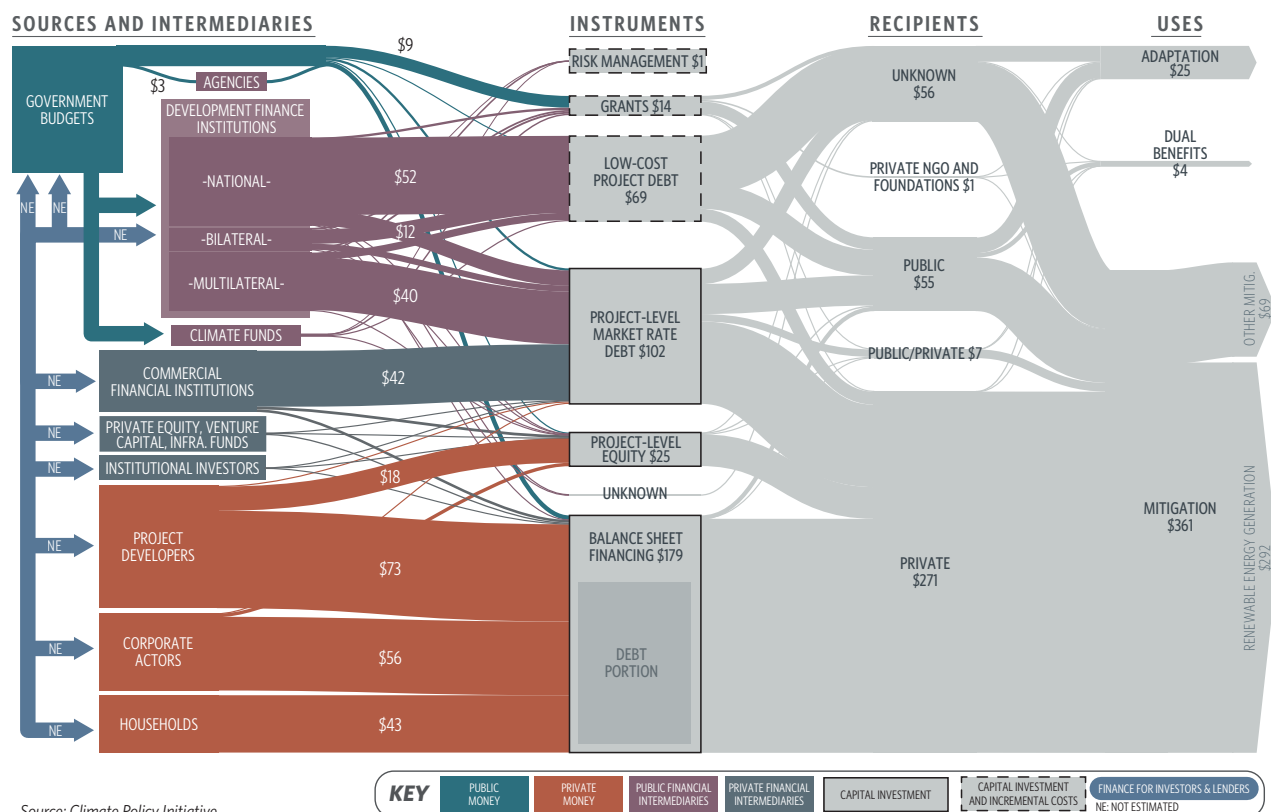 SOURCES AND INTERMEDIARIES
INSTRUMENTS
RECIPIENTS
USES
GOVERNMENT
BUDGETS
$3
AGENCIES
$9
DEVELOPMENT FINANCE
INSTITUTIONS
-NATIONAL-
$52
-BILATERAL-
$12
-MULTILATERAL-
$40
CLIMATE FUNDS
NE
NE
NE
COMMERCIAL
FINANCIAL INSTITUTIONS
$42
NE
PRIVATE EQUITY, VENTURE
CAPITAL, INFRA. FUNDS
NE
INSTITUTIONAL INVESTORS
NE
$18
PROJECT
DEVELOPERS
NE
$73
CORPORATE
ACTORS
NE
$56
HOUSEHOLDS
NE
$43
RISK MANAGEMENT $1
GRANTS $14
LOW-COST
PROJECT DEBT
$69
PROJECT-LEVEL
MARKET RATE
DEBT $102
PROJECT-LEVEL
EQUITY $25
UNKNOWN
BALANCE SHEET
FINANCING $179
DEBT
PORTION
UNKNOWN
$56
PRIVATE NGO AND
FOUNDATIONS $1
PUBLIC
$55
PUBLIC/PRIVATE $7
PRIVATE
$271
ADAPTATION
$25
DUAL
BENEFITS
$4
OTHER MITIG.
$69
MITIGATION
$361
RENEWABLE ENERGY GENERATION
$292
KEY
PUBLIC
MONEY
PRIVATE
MONEY
PUBLIC FINANCIAL
INTERMEDIARIES
PRIVATE FINANCIAL
INTERMEDIARIES
CAPITAL INVESTMENT
CAPITAL INVESTMENT
AND INCREMENTAL COSTS
FINANCE FOR INVESTORS & LENDERS
NE: NOT ESTIMATED
Source: Climate Policy Initiative